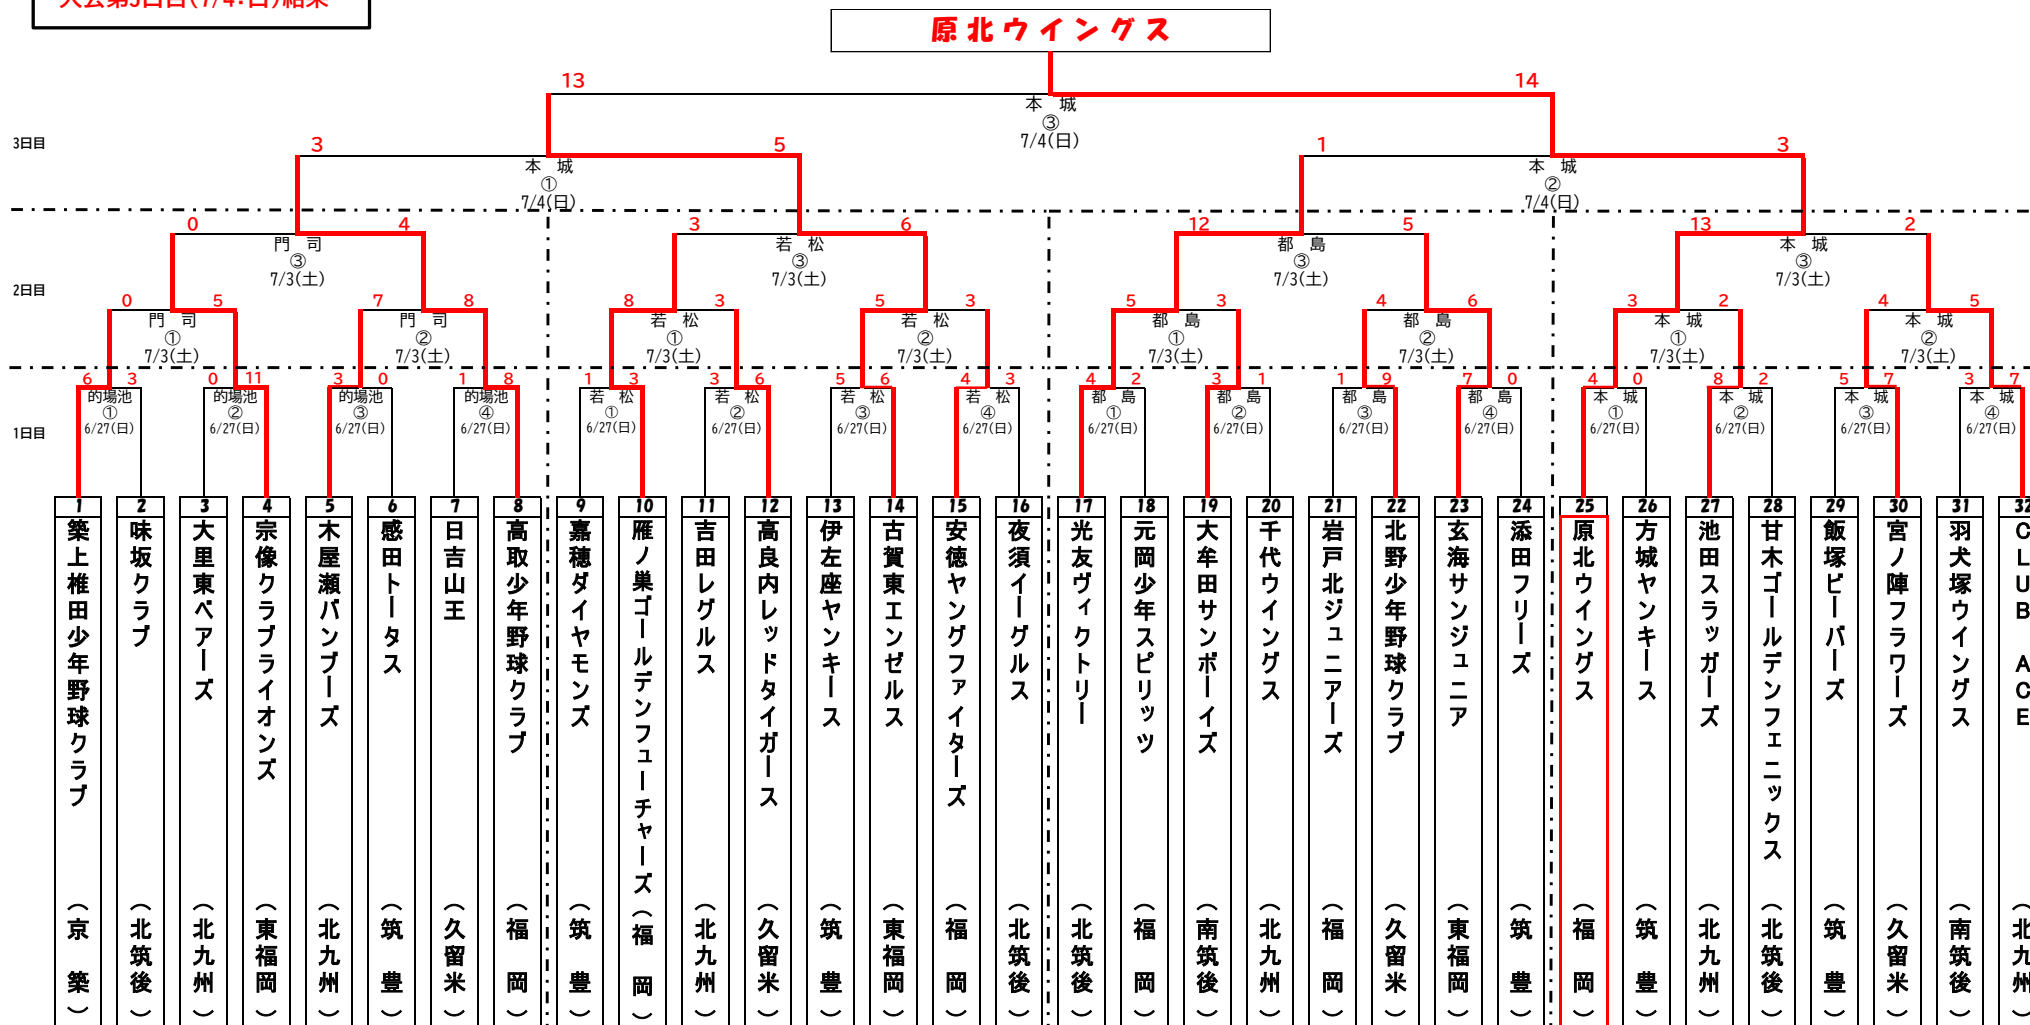 大会第3日目(7/4:日)結果
原北ウイングス
13 14
本 城
③
7/4(日)
3日目
3 5 1 3
本 城 本 城
① ②
7/4(日) 7/4(日)
0 4 3 6 12 5 13 2
門 司 若 松 都 島 本 城
③ ③ ③ ③
7/3(土) 7/3(土) 7/3(土) 7/3(土)
2日目
0 5 7 8 8 3 5 3 5 3 4 6 3 2 4 5
門 司 門 司 若 松 若 松 都 島 都 島 本 城 本 城
① ② ① ② ① ② ① ②
7/3(土) 7/3(土) 7/3(土) 7/3(土) 7/3(土) 7/3(土) 7/3(土) 7/3(土)
6 3 0 11 3 0 1 8 1 3 3 6 5 6 4 3 4 2 3 1 1 9 7 0 4 0 8 2 5 7 3 7
的場池 的場池 的場池 的場池 若 松 若 松 若 松 若 松 都 島 都 島 都 島 都 島 本 城 本 城 本 城 本 城
① ② ③ ④ ① ② ③ ④ ① ② ③ ④ ① ② ③ ④
6/27(日) 6/27(日) 6/27(日) 6/27(日) 6/27(日) 6/27(日) 6/27(日) 6/27(日) 6/27(日) 6/27(日) 6/27(日) 6/27(日) 6/27(日) 6/27(日) 6/27(日) 6/27(日)
1日目
1 築上椎田少年野球クラブ (京 築)
2 味坂クラブ (北筑後)
3 大里東ベアーズ (北九州)
4 宗像クラブライオンズ (東福岡)
5 木屋瀬バンブーズ (北九州)
6 感田トータス (筑 豊)
7 日吉山王 (久留米)
8 高取少年野球クラブ (福 岡)
9 嘉穂ダイヤモンズ (筑 豊)
10 雁ノ巣ゴールデンフューチャーズ (福 岡)
11 吉田レグルス (北九州)
12 高良内レッドタイガース (久留米)
13 伊左座ヤンキース (筑 豊)
14 古賀東エンゼルス (東福岡)
15 安徳ヤングファイターズ (福 岡)
16 夜須イーグルス (北筑後)
17 光友ヴィクトリー (北筑後)
18 元岡少年スピリッツ (福 岡)
19 大牟田サンボーイズ (南筑後)
20 千代ウイングス (北九州)
21 岩戸北ジュニアーズ (福 岡)
22 北野少年野球クラブ (久留米)
23 玄海サンジュニア (東福岡)
24 添田フリーズ (筑 豊)
25 原北ウイングス (福 岡)
26 方城ヤンキース (筑 豊)
27 池田スラッガーズ (北九州)
28 甘木ゴールデンフェニックス (北筑後)
29 飯塚ビーバーズ (筑 豊)
30 宮ノ陣フラワーズ (久留米)
31 羽犬塚ウイングス (南筑後)
32 CLUB ACE (北九州)